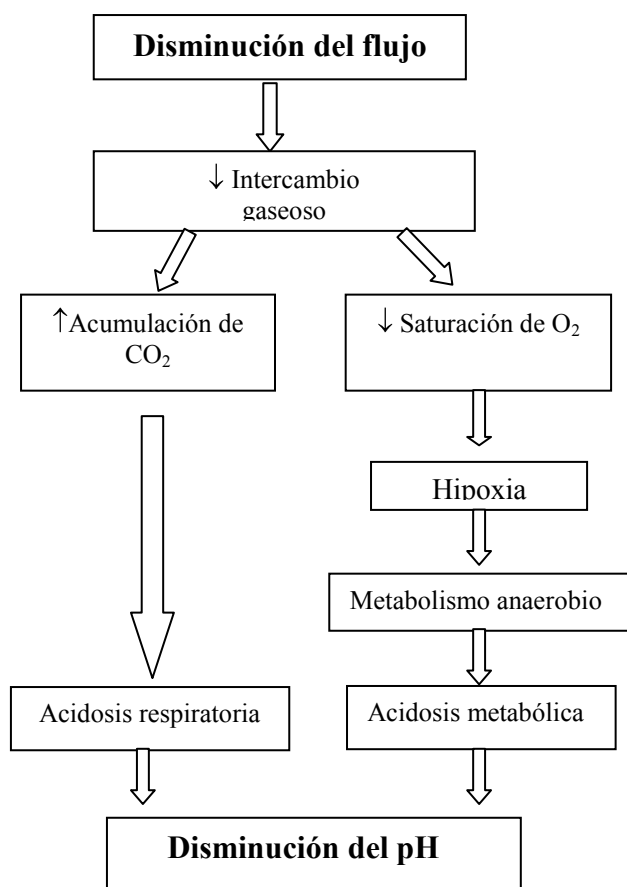 Disminución del flujo
↓ Intercambio
gaseoso
↑Acumulación de
CO₂
↓ Saturación de O₂
Hipoxia
Metabolismo anaerobio
Acidosis respiratoria
Acidosis metabólica
Disminución del pH